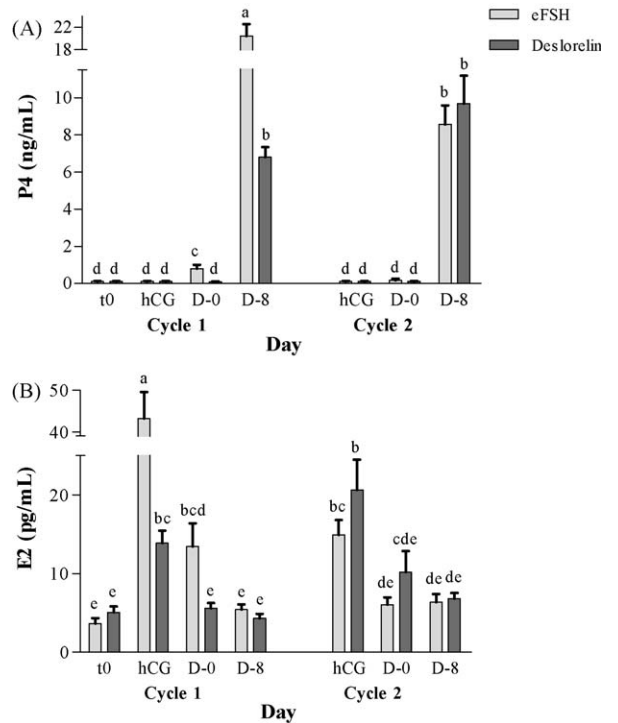 (A)
eFSH
Deslorelin
P4 (ng/mL)
22
18
10
8
6
4
2
0
a
b
b
b
c
d d d d d d d d d
t0 hCG D-0 D-8 hCG D-0 D-8
Cycle 1 Cycle 2
Day
(B)
E2 (pg/mL)
50
40
20
10
0
a
b
bc
bcd
bc
cde
e e e e e de de de
t0 hCG D-0 D-8 hCG D-0 D-8
Cycle 1 Cycle 2
Day